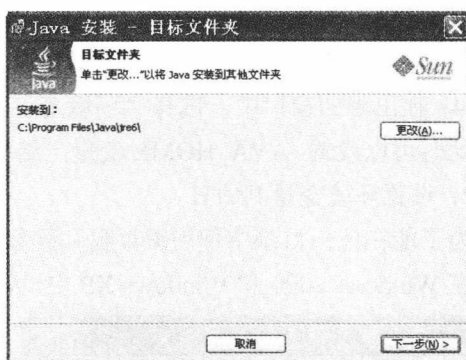 Java 安装 - 目标文件夹
Java
目标文件夹
单击“更改...”以将 Java 安装到其他文件夹
Sun
安装到：
C:\Program Files\Java\jre6\
更改(A)...
取消
下一步(N) >